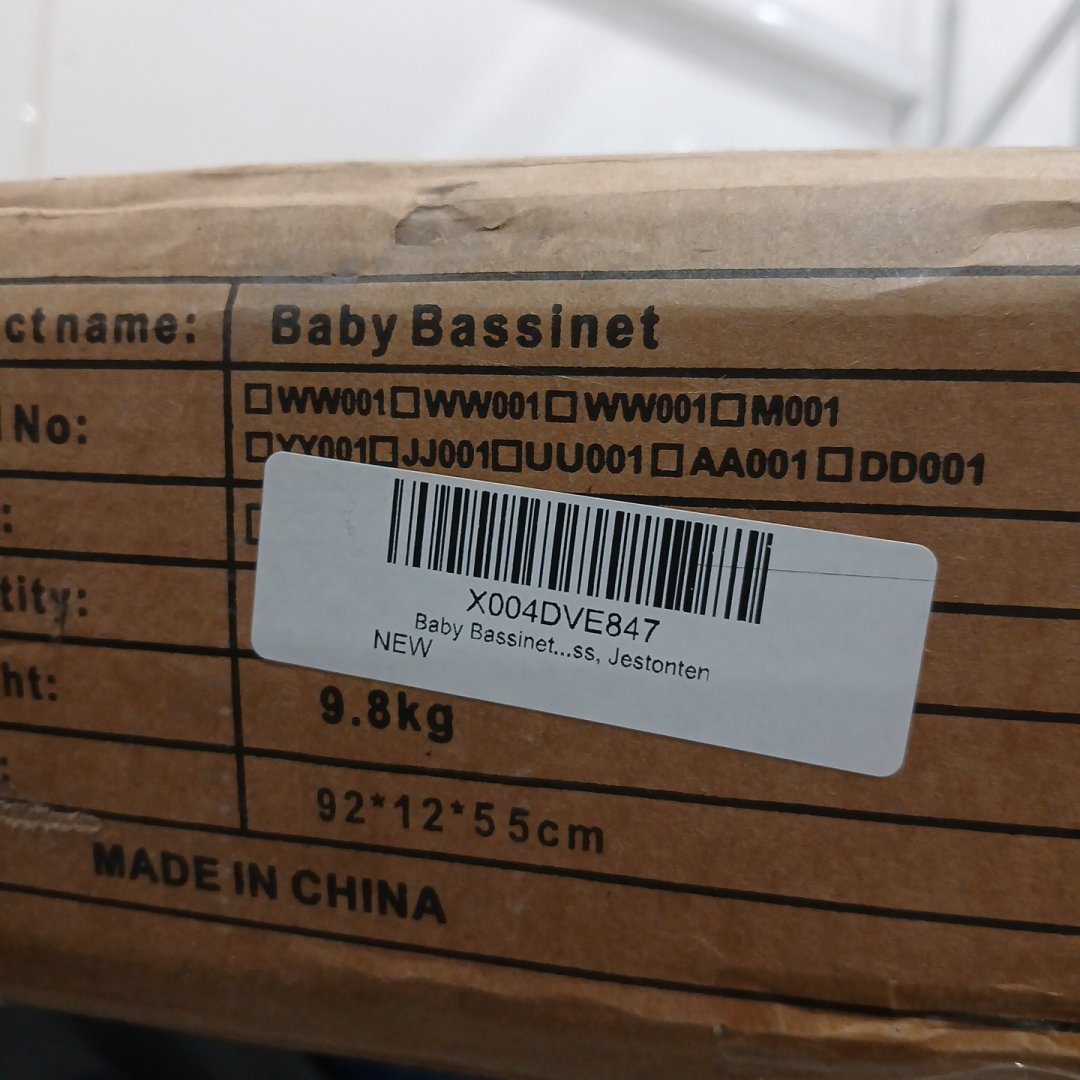 ct name: Baby Bassinet
No: □WW001□WW001□WW001□M001
□YY001□JJ001□UU001□AA001□DD001
:
tity:
X004DVE847
Baby Bassinet...ss, Jestonten
NEW
ht: 9.8kg
: 92*12*55cm
MADE IN CHINA